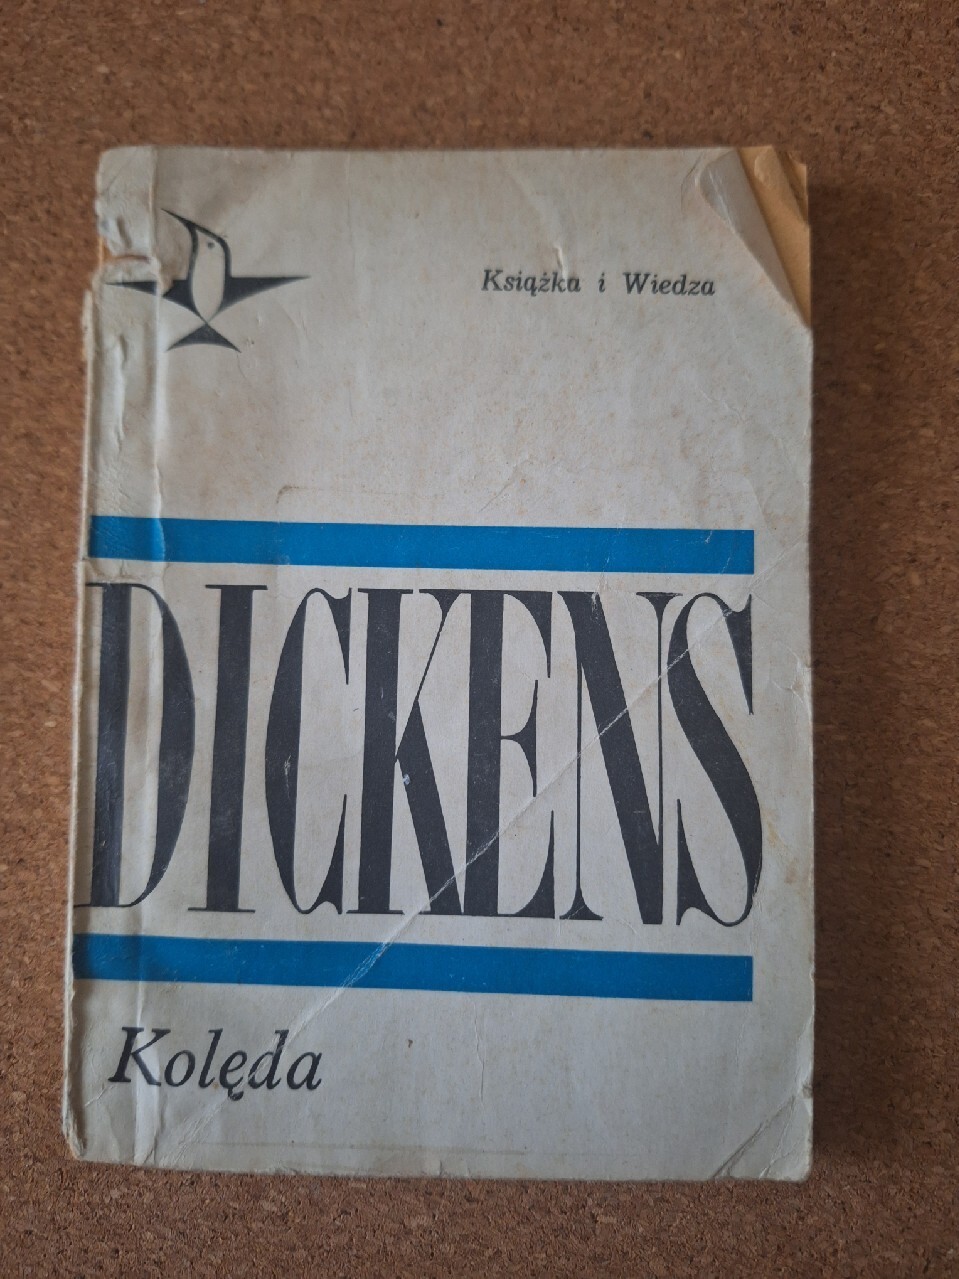 Książka i Wiedza
DICKENS
Kolęda